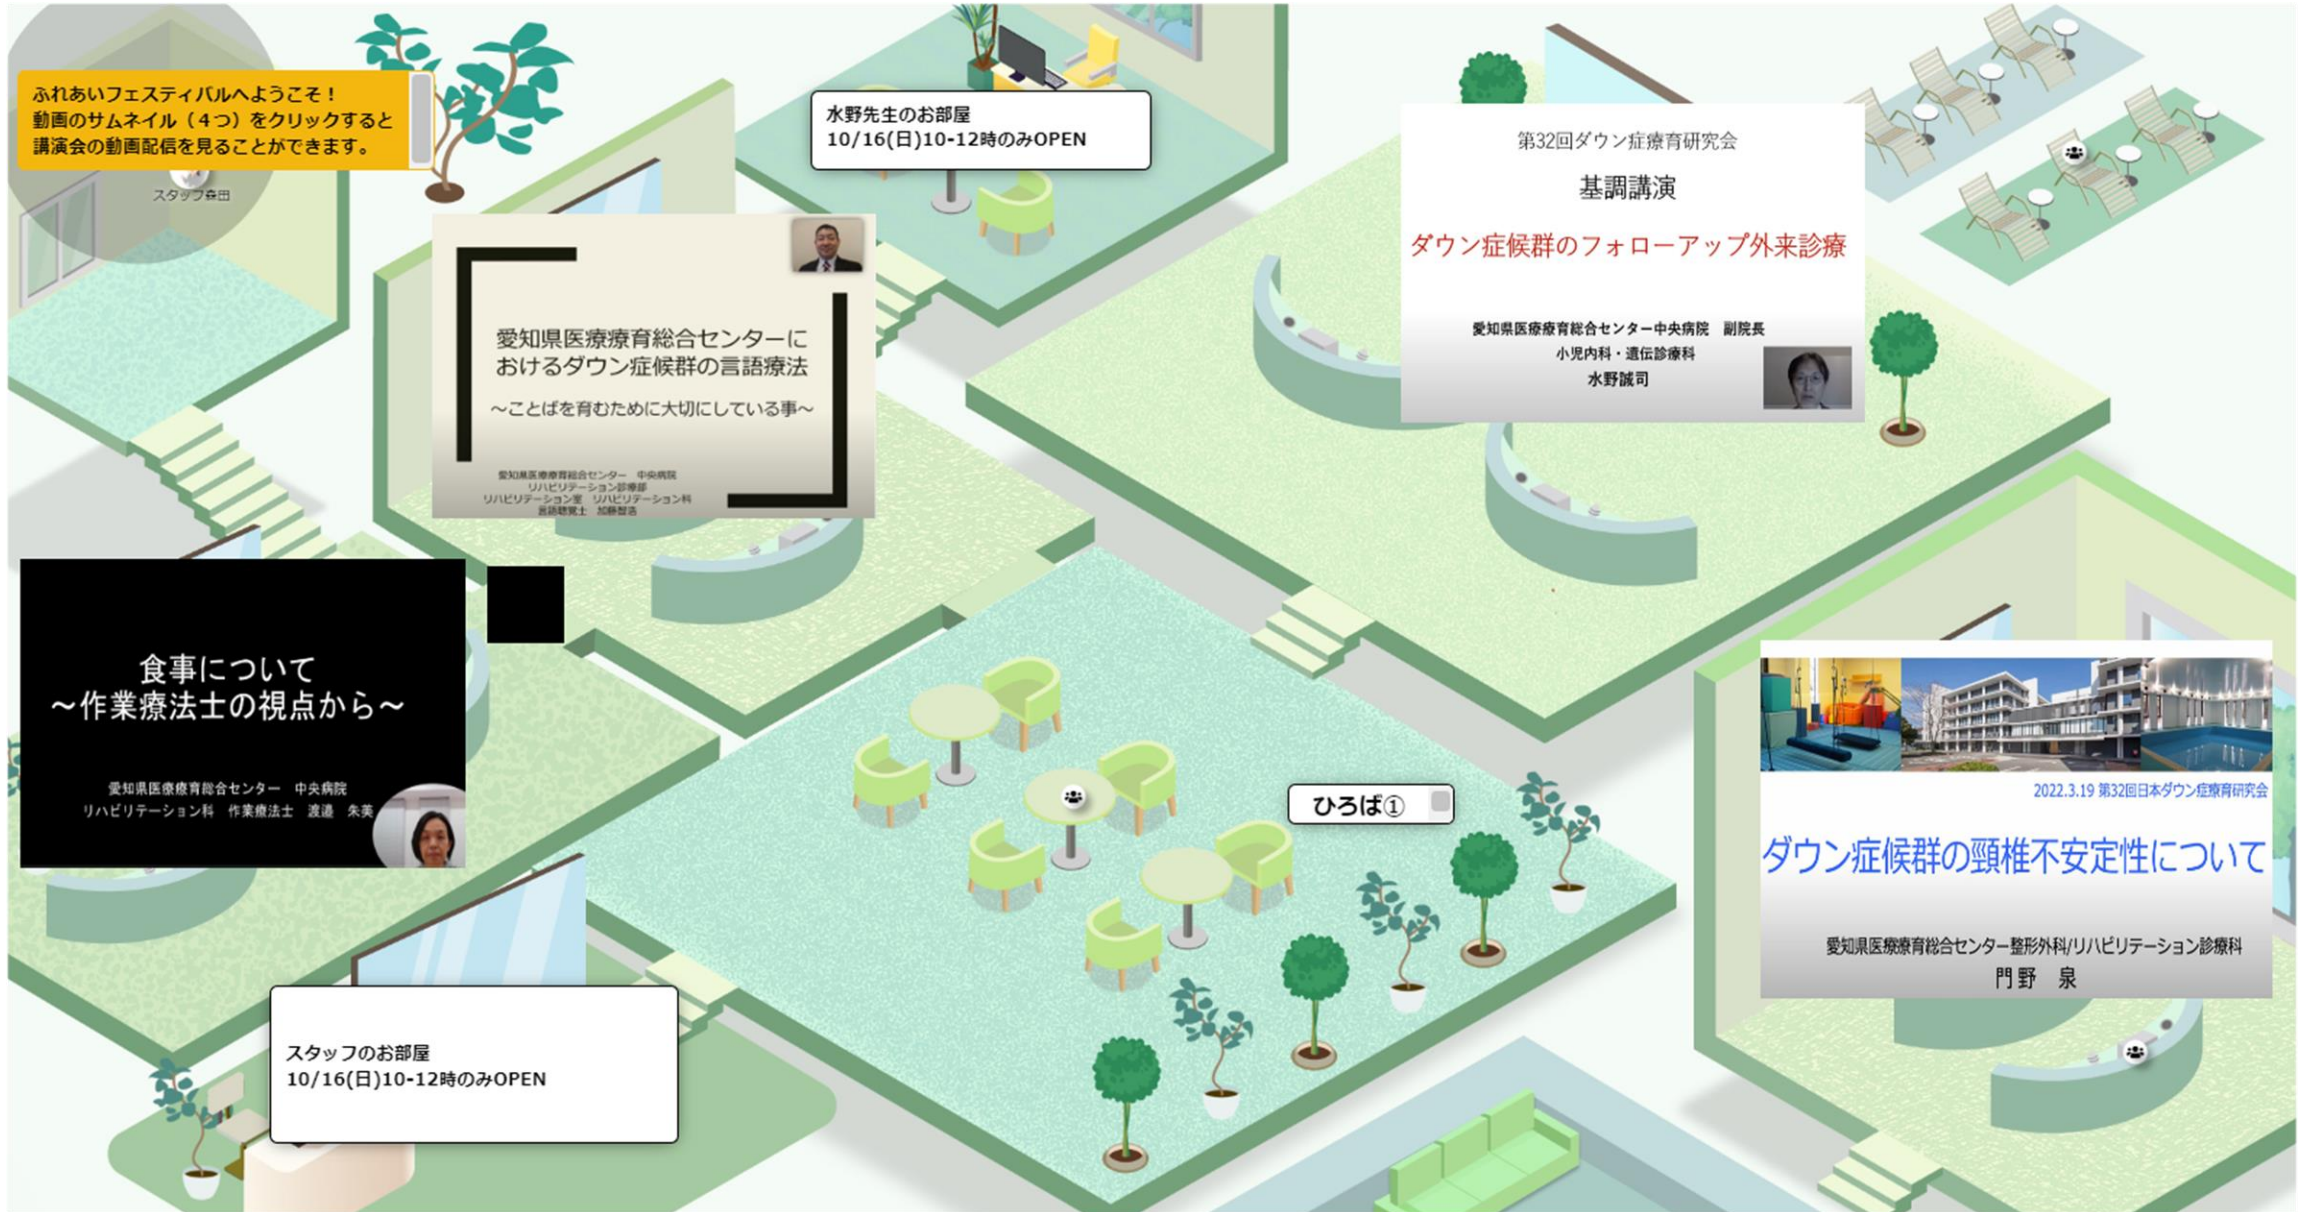 ふれあいフェスティバルへようこそ！
動画のサムネイル（４つ）をクリックすると
講演会の動画配信を見ることができます。
スタッフ森田
水野先生のお部屋
10/16(日)10-12時のみOPEN
第32回ダウン症療育研究会
基調講演
ダウン症候群のフォローアップ外来診療
愛知県医療療育総合センター中央病院　副院長
小児内科・遺伝診療科
水野誠司
愛知県医療療育総合センターに
おけるダウン症候群の言語療法
～ことばを育むために大切にしている事～
愛知県医療療育総合センター　中央病院
リハビリテーション診療部
リハビリテーション室　リハビリテーション科
言語聴覚士　加藤智浩
食事について
～作業療法士の視点から～
愛知県医療療育総合センター　中央病院
リハビリテーション科　作業療法士　渡邉　朱美
ひろば①
2022.3.19 第32回日本ダウン症療育研究会
ダウン症候群の頸椎不安定性について
愛知県医療療育総合センター整形外科/リハビリテーション診療科
門野　泉
スタッフのお部屋
10/16(日)10-12時のみOPEN